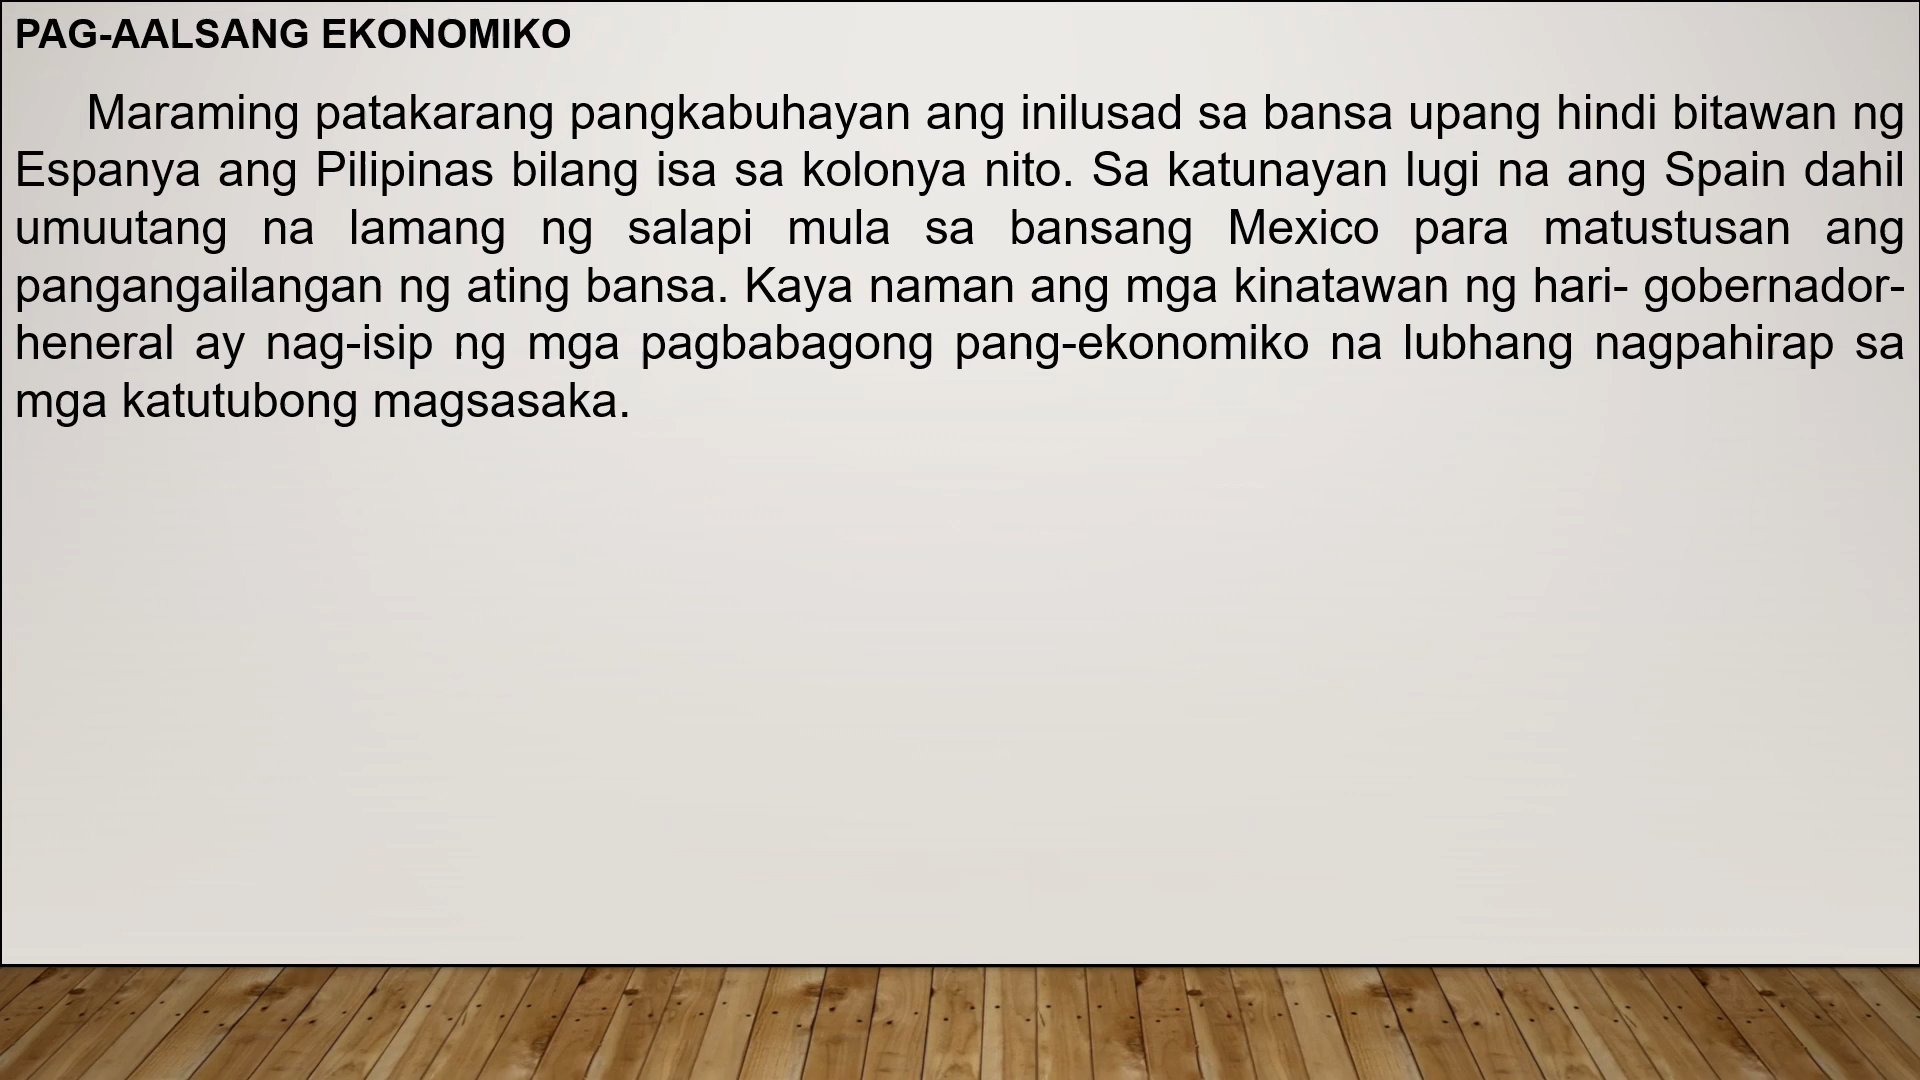 PAG-AALSANG EKONOMIKO
Maraming patakarang pangkabuhayan ang inilusad sa bansa upang hindi bitawan ng
Espanya ang Pilipinas bilang isa sa kolonya nito. Sa katunayan lugi na ang Spain dahil
umuutang na lamang ng salapi mula sa bansang Mexico para matustusan ang
pangangailangan ng ating bansa. Kaya naman ang mga kinatawan ng hari- gobernador-
heneral ay nag-isip ng mga pagbabagong pang-ekonomiko na lubhang nagpahirap sa
mga katutubong magsasaka.